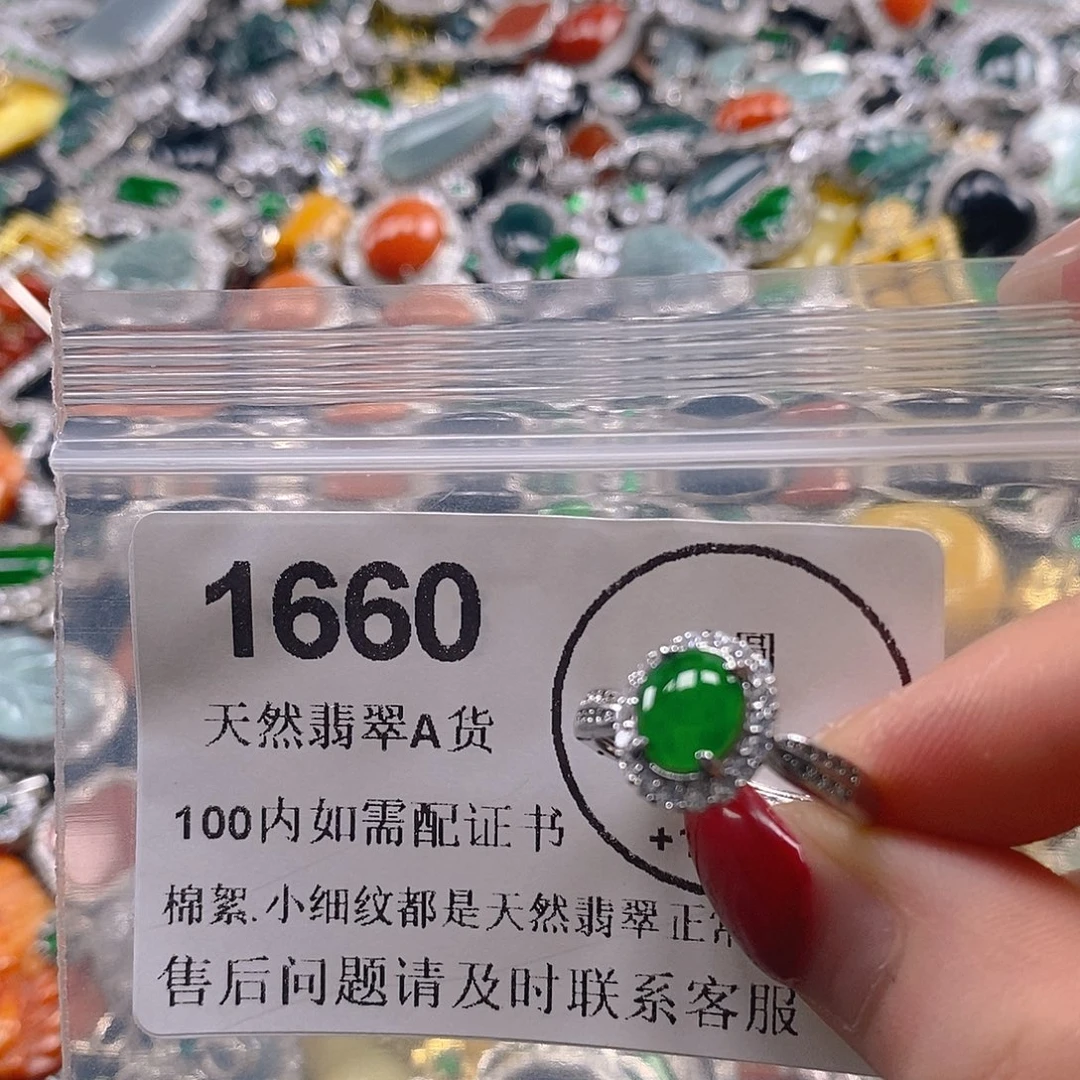 1660
天然翡翠A货
100内如需配证书
棉絮.小细纹都是天然翡翠正常
售后问题请及时联系客服